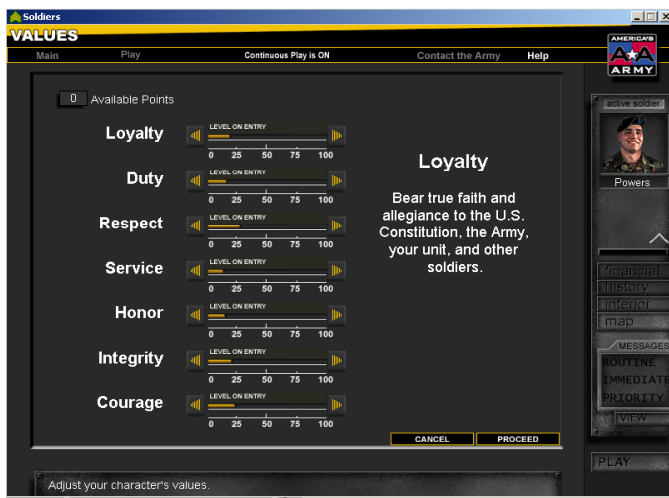 Soldiers
VALUES
Main Play Continuous Play is ON Contact the Army Help
AMERICA'S
AA
ARMY
0 Available Points
Loyalty
LEVEL ON ENTRY
0 25 50 75 100
Duty
LEVEL ON ENTRY
0 25 50 75 100
Respect
LEVEL ON ENTRY
0 25 50 75 100
Service
LEVEL ON ENTRY
0 25 50 75 100
Honor
LEVEL ON ENTRY
0 25 50 75 100
Integrity
LEVEL ON ENTRY
0 25 50 75 100
Courage
LEVEL ON ENTRY
0 25 50 75 100
Loyalty
Bear true faith and
allegiance to the U.S.
Constitution, the Army,
your unit, and other
soldiers.
CANCEL PROCEED
Adjust your character's values.
active soldier
Powers
financial
history
interior
map
MESSAGES
ROUTINE
IMMEDIATE
PRIORITY
VIEW
PLAY